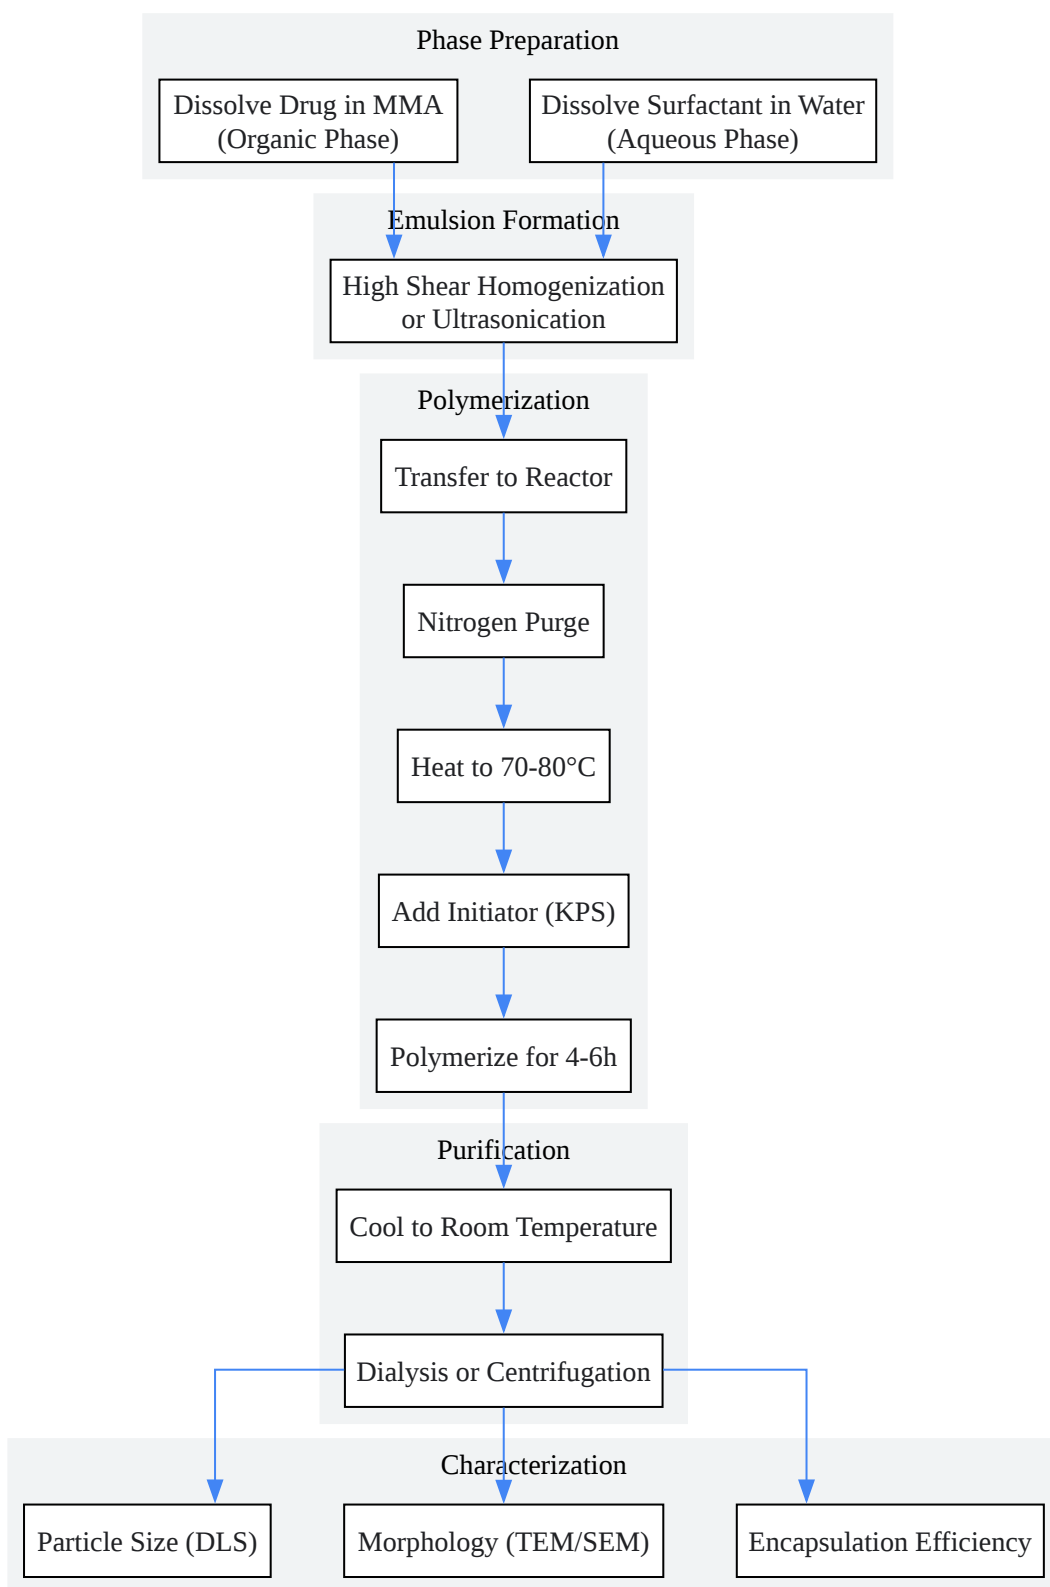 Phase Preparation
Dissolve Drug in MMA
(Organic Phase)
Dissolve Surfactant in Water
(Aqueous Phase)
Emulsion Formation
High Shear Homogenization
or Ultrasonication
Polymerization
Transfer to Reactor
Nitrogen Purge
Heat to 70-80°C
Add Initiator (KPS)
Polymerize for 4-6h
Purification
Cool to Room Temperature
Dialysis or Centrifugation
Characterization
Particle Size (DLS)
Morphology (TEM/SEM)
Encapsulation Efficiency